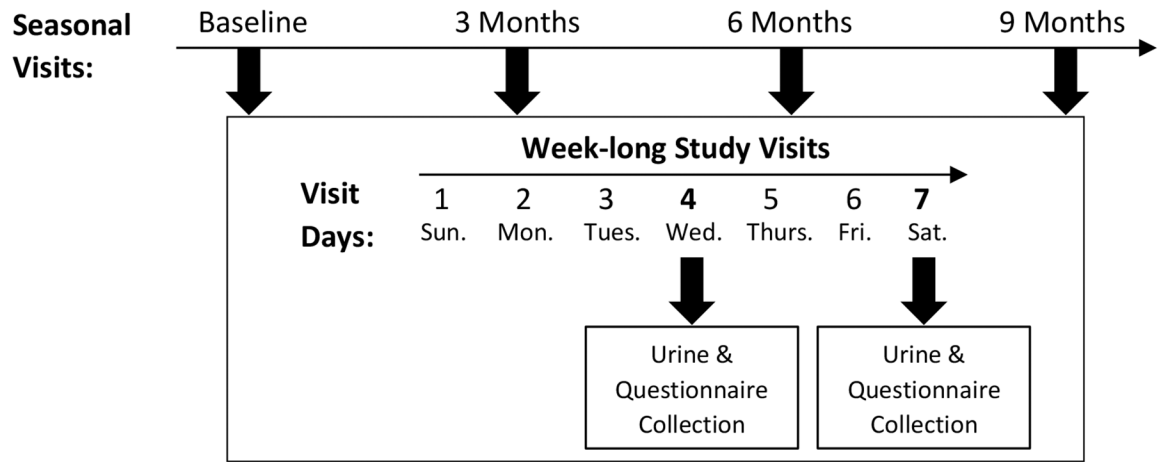 Seasonal Visits:
Baseline 3 Months 6 Months 9 Months
Week-long Study Visits
Visit Days:
1 2 3 4 5 6 7
Sun. Mon. Tues. Wed. Thurs. Fri. Sat.
Urine &
Questionnaire
Collection
Urine &
Questionnaire
Collection